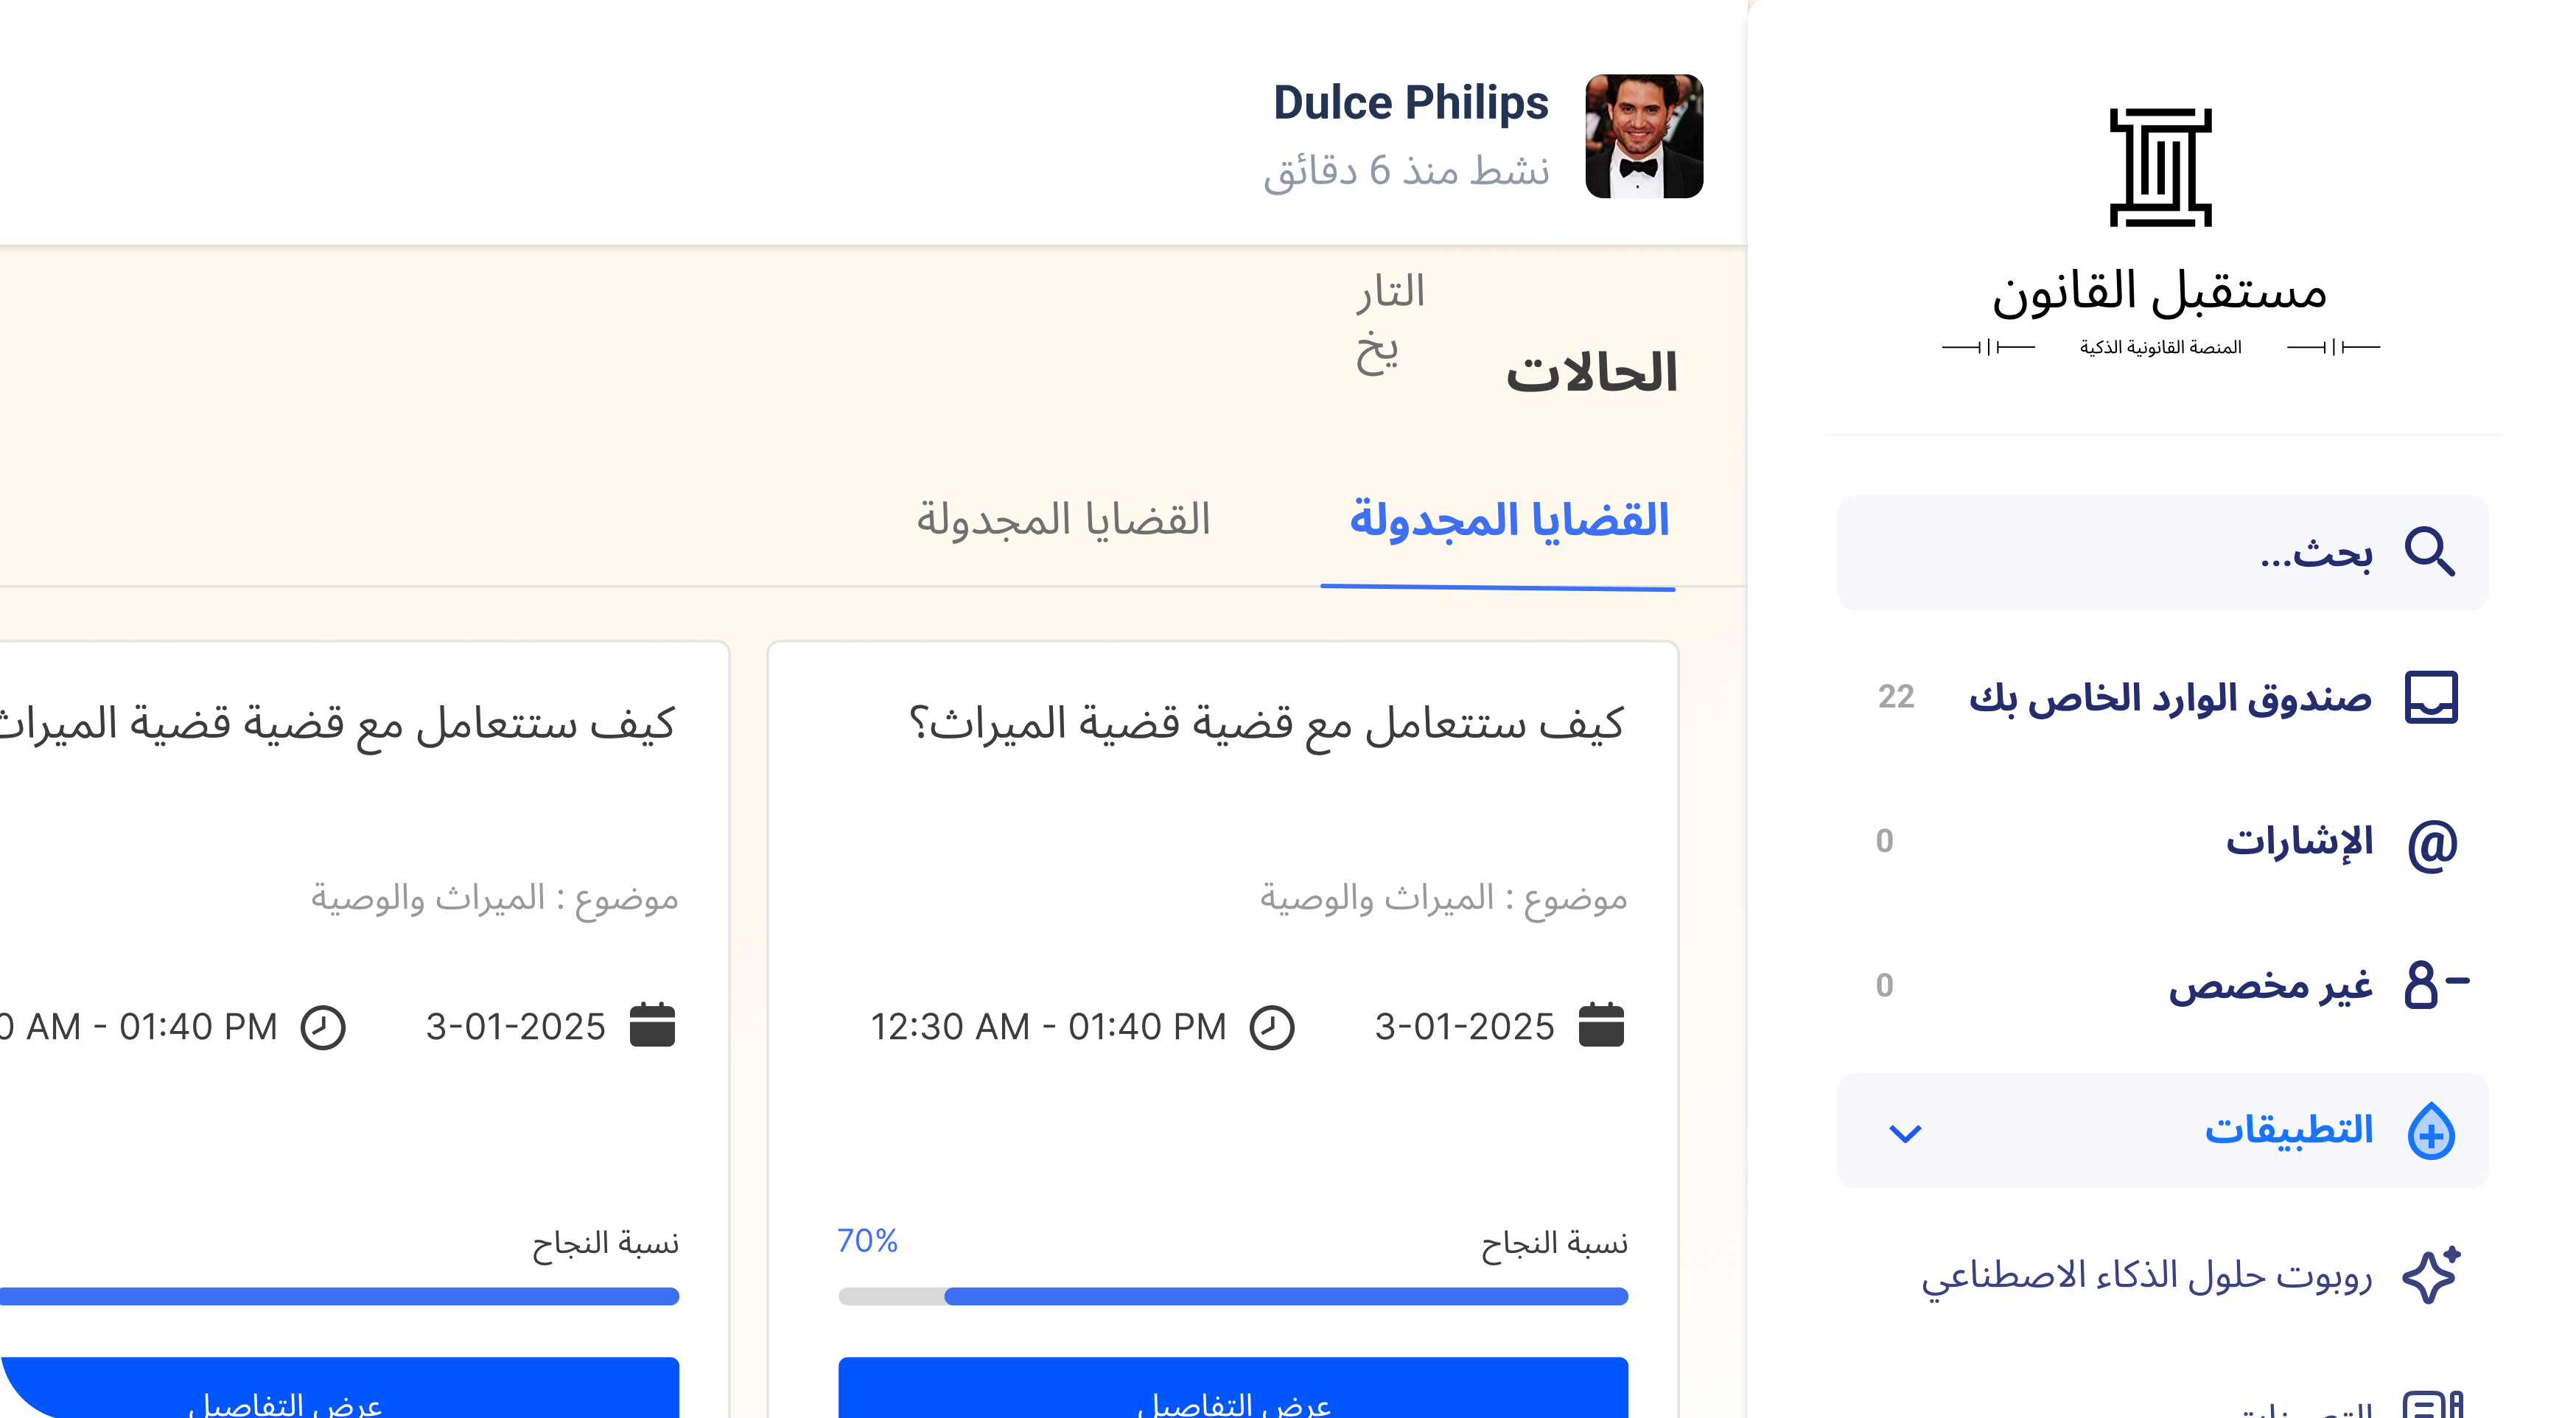 مستقبل القانون
المنصة القانونية الذكية
بحث...
صندوق الوارد الخاص بك 22
@ الإشارات 0
غير مخصص 0
التطبيقات
روبوت حلول الذكاء الاصطناعي
Dulce Philips
نشط منذ 6 دقائق
الحالات
التار
يخ
القضايا المجدولة
القضايا المجدولة
كيف ستتعامل مع قضية قضية الميراث؟
موضوع : الميراث والوصية
3-01-2025
12:30 AM - 01:40 PM
نسبة النجاح
70%
عرض التفاصيل
كيف ستتعامل مع قضية قضية الميراث
موضوع : الميراث والوصية
3-01-2025
0 AM - 01:40 PM
نسبة النجاح
عرض التفاصيل